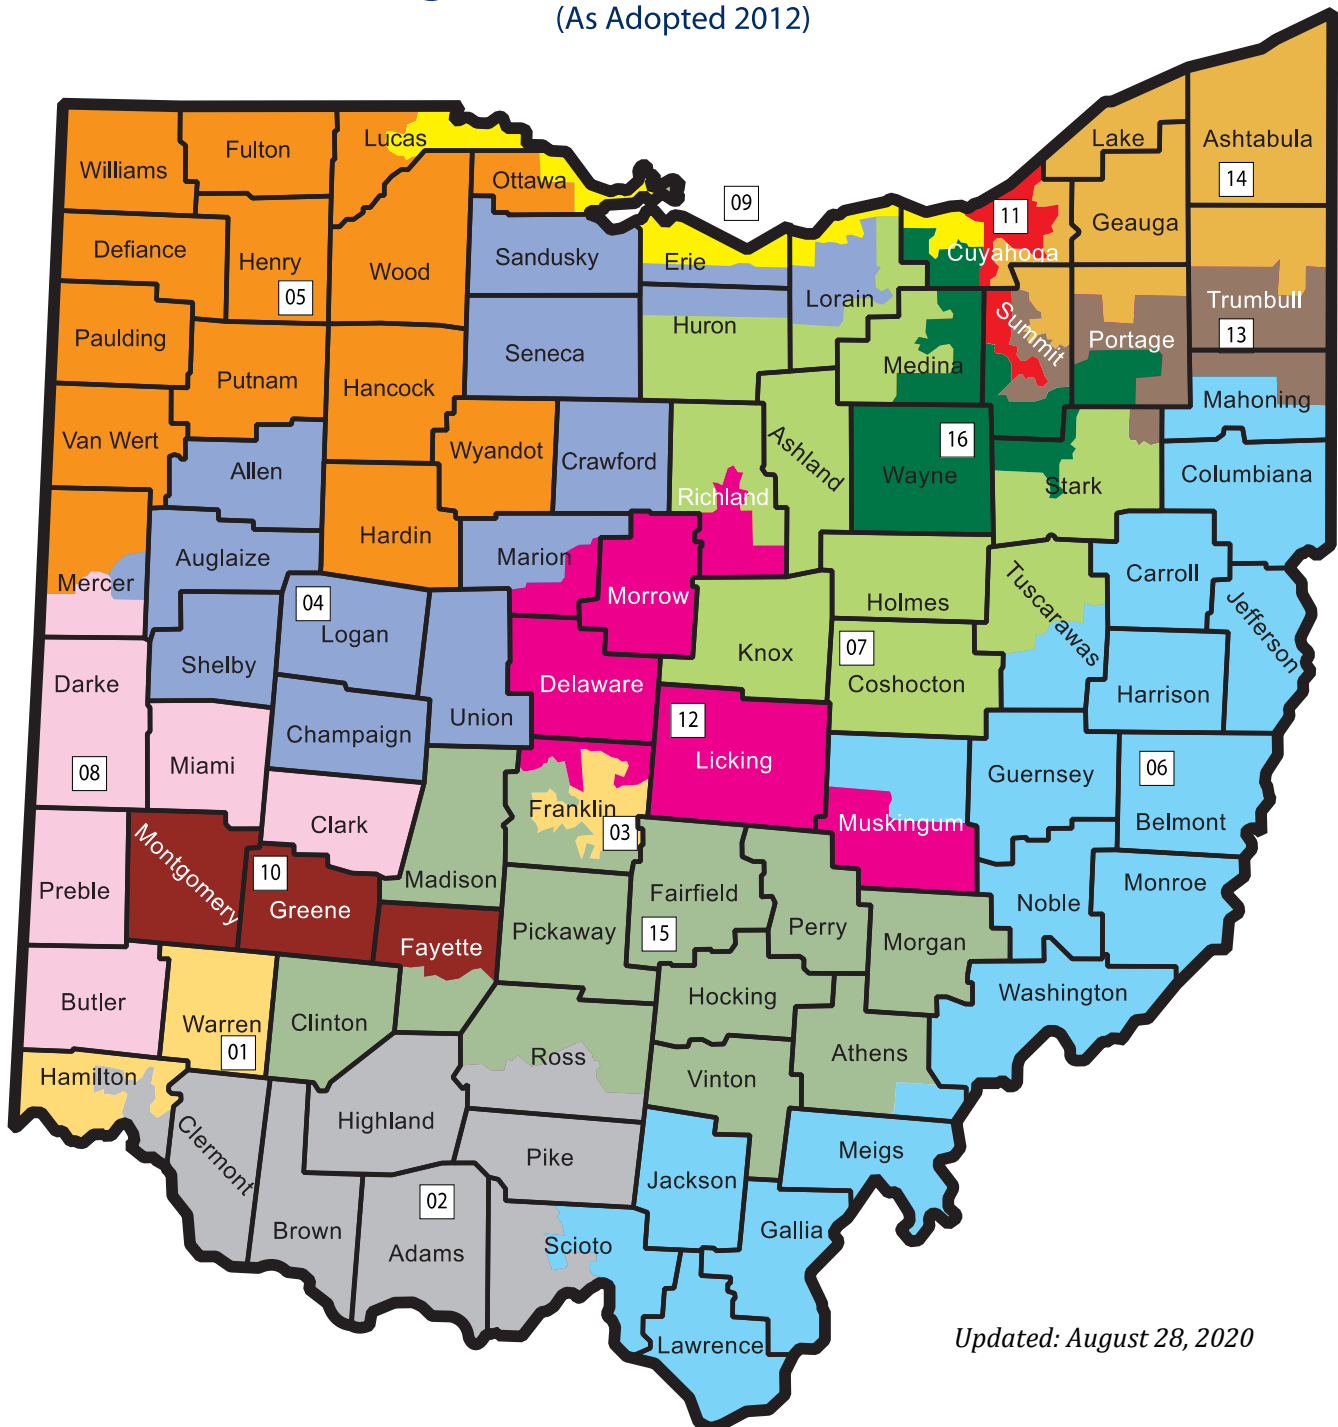 (As Adopted 2012)
Williams
Fulton
Lucas
Ottawa
Defiance
Henry
05
Wood
Sandusky
Erie
09
Lorain
11
Cuyahoga
Lake
Ashtabula
14
Geauga
Paulding
Putnam
Hancock
Seneca
Huron
Medina
Summit
Portage
Trumbull
13
Mahoning
Van Wert
Allen
Wyandot
Crawford
Richland
Ashland
16
Wayne
Stark
Columbiana
Mercer
Auglaize
Hardin
Marion
Morrow
Holmes
Tuscarawas
Carroll
Jefferson
04
Logan
Shelby
Darke
Union
Delaware
Knox
07
Coshocton
Harrison
Champaign
08
Miami
12
Licking
Guernsey
06
Belmont
Clark
Franklin
03
Muskingum
Montgomery
Preble
10
Greene
Madison
Fayette
Pickaway
Fairfield
15
Perry
Morgan
Noble
Monroe
Butler
Warren
01
Clinton
Ross
Hocking
Athens
Washington
Hamilton
Clermont
Highland
Vinton
Pike
Jackson
Meigs
Brown
02
Adams
Scioto
Gallia
Lawrence
Updated: August 28, 2020